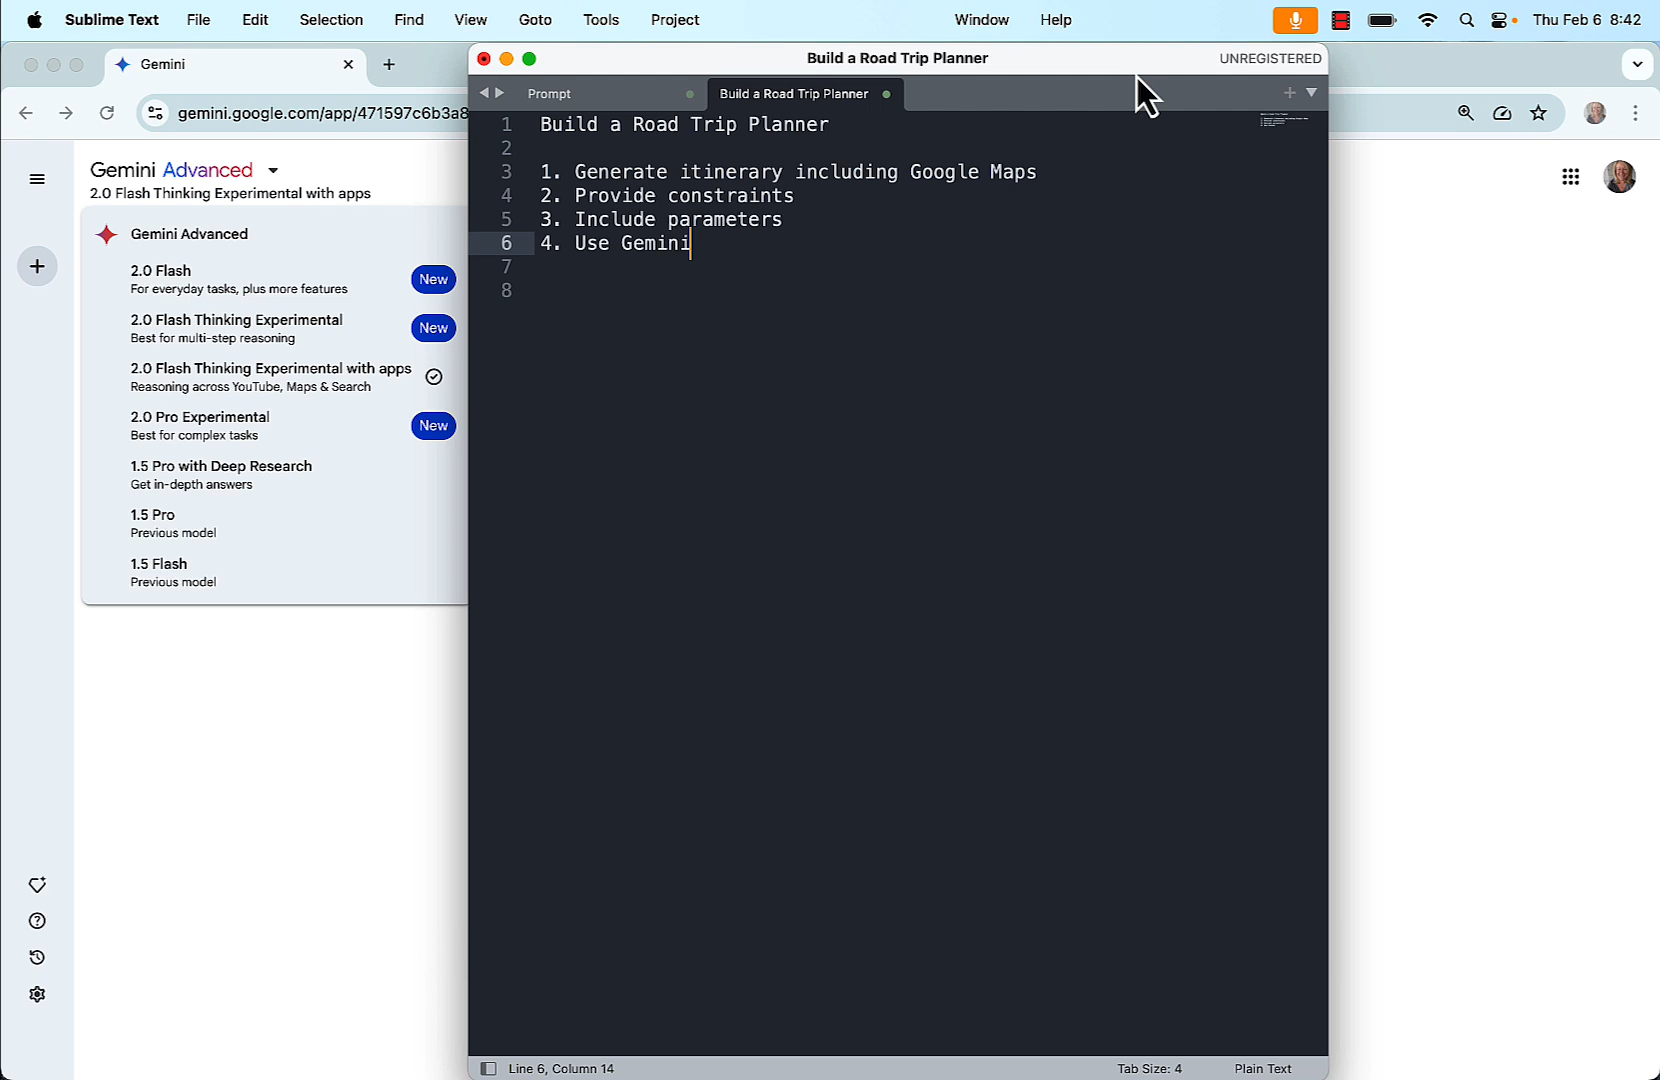 Sublime Text File Edit Selection Find View Goto Tools Project Window Help Thu Feb 6 8:42
Gemini
gemini.google.com/app/471597c6b3a8
Gemini Advanced
2.0 Flash Thinking Experimental with apps
Gemini Advanced
2.0 Flash
For everyday tasks, plus more features
New
2.0 Flash Thinking Experimental
Best for multi-step reasoning
New
2.0 Flash Thinking Experimental with apps
Reasoning across YouTube, Maps & Search
2.0 Pro Experimental
Best for complex tasks
New
1.5 Pro with Deep Research
Get in-depth answers
1.5 Pro
Previous model
1.5 Flash
Previous model
Build a Road Trip Planner
UNREGISTERED
Prompt
Build a Road Trip Planner
1 Build a Road Trip Planner
2
3 1. Generate itinerary including Google Maps
4 2. Provide constraints
5 3. Include parameters
6 4. Use Gemini
7
8
Line 6, Column 14
Tab Size: 4
Plain Text